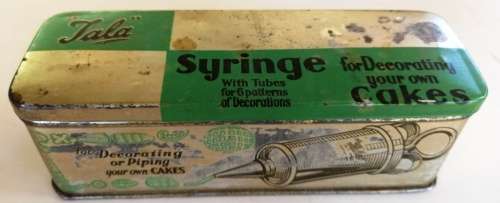 "Tala"
Syringe
With Tubes
for 6 patterns
of Decorations
for Decorating
your own
Cakes
for Decorating
or Piping
your own CAKES